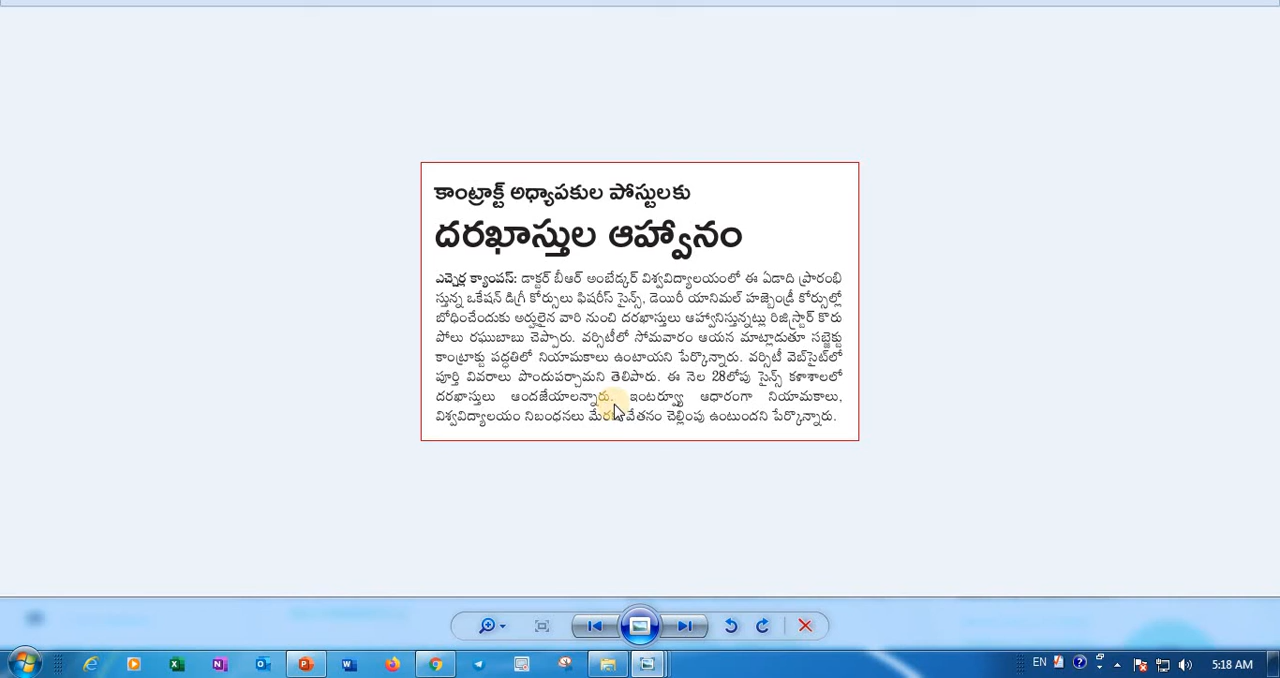 కాంట్రాక్ట్ అధ్యాపకుల పోస్టులకు
దరఖాస్తుల ఆహ్వానం
ఎచ్చెర్ల క్యాంపస్: డాక్టర్ బీఆర్ అంబేడ్కర్ విశ్వవిద్యాలయంలో ఈ ఏడాది ప్రారంభి
స్తున్న ఒకేషన్ డిగ్రీ కోర్సులు ఫిషరీస్ సైన్స్, డెయిరీ యానిమల్ హజ్బెండ్రీ కోర్సుల్లో
బోధించేందుకు అర్హులైన వారి నుంచి దరఖాస్తులు ఆహ్వానిస్తున్నట్లు రిజిస్ట్రార్ కొరు
పోలు రఘుబాబు చెప్పారు. వర్సిటీలో సోమవారం ఆయన మాట్లాడుతూ సబ్జెక్టు
కాంట్రాక్టు పద్ధతిలో నియామకాలు ఉంటాయని పేర్కొన్నారు. వర్సిటీ వెబ్‌సైట్‌లో
పూర్తి వివరాలు పొందుపర్చామని తెలిపారు. ఈ నెల 28లోపు సైన్స్ కళాశాలలో
దరఖాస్తులు అందజేయాలన్నారు. ఇంటర్వ్యూ ఆధారంగా నియామకాలు,
విశ్వవిద్యాలయం నిబంధనలు మేరకు వేతనం చెల్లింపు ఉంటుందని పేర్కొన్నారు.
EN
5:18 AM